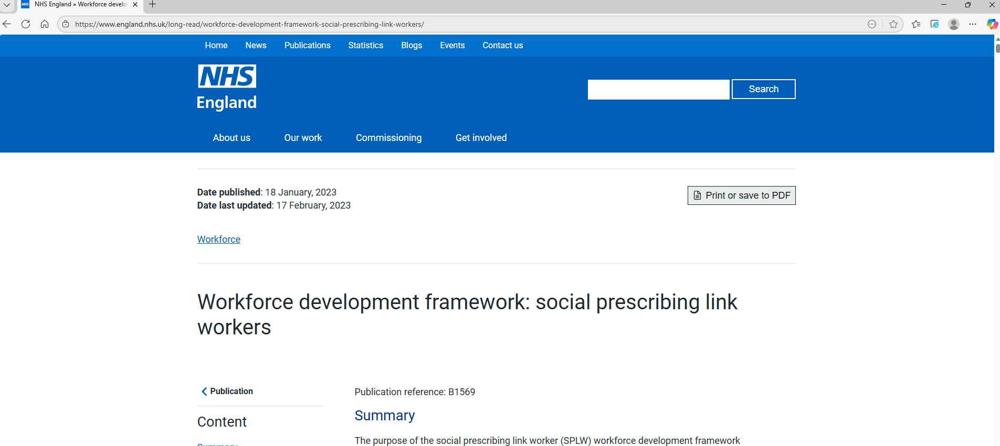 NHS England » Workforce develo
https://www.england.nhs.uk/long-read/workforce-development-framework-social-prescribing-link-workers/
Home News Publications Statistics Blogs Events Contact us
NHS
England
Search
About us Our work Commissioning Get involved
Date published: 18 January, 2023
Print or save to PDF
Date last updated: 17 February, 2023
Workforce
Workforce development framework: social prescribing link
workers
Publication
Publication reference: B1569
Summary
Content
The purpose of the social prescribing link worker (SPLW) workforce development framework
Summary